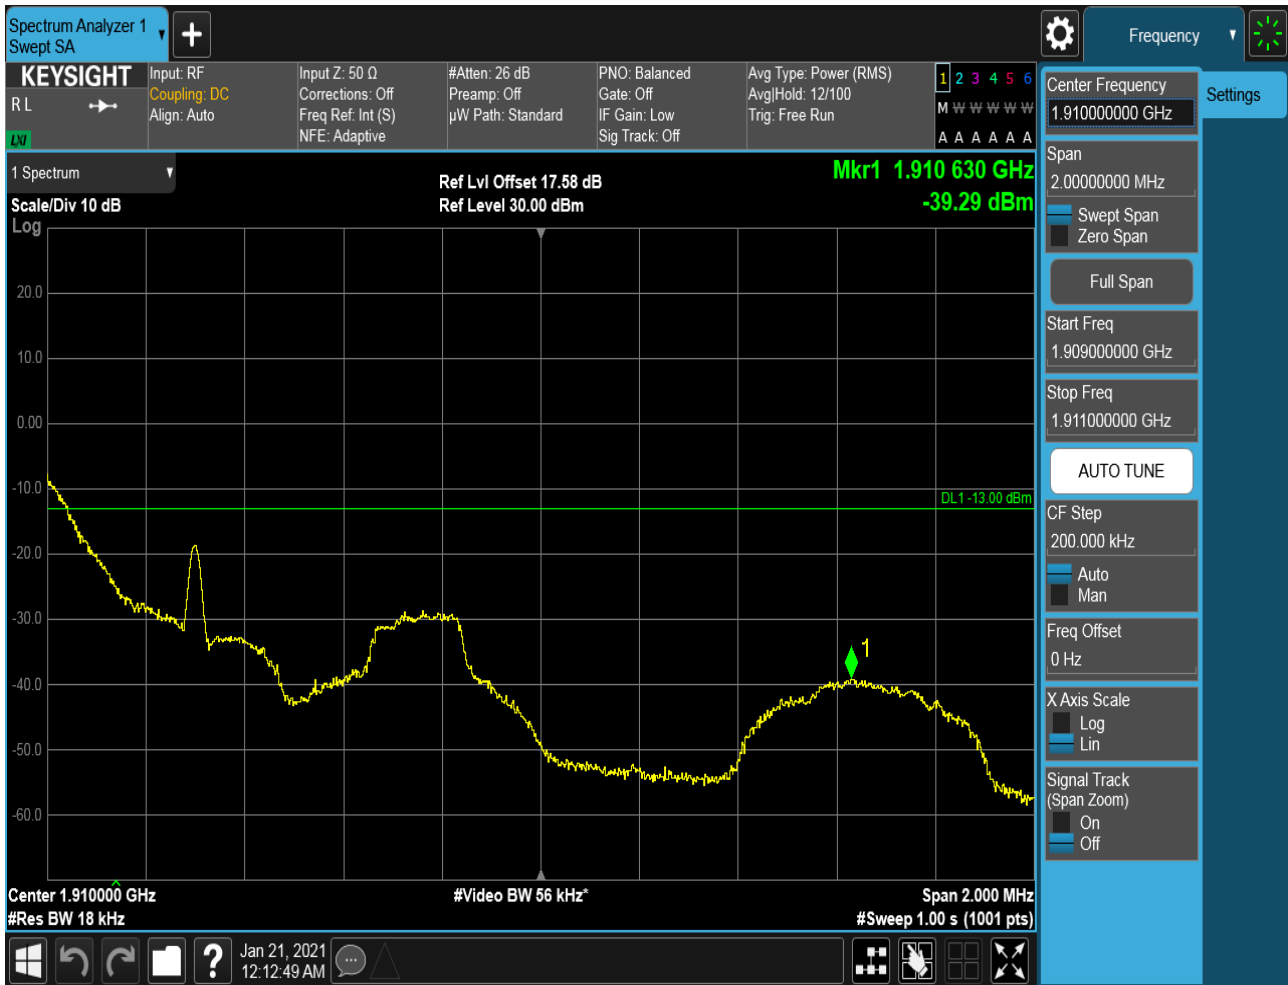 Spectrum Analyzer 1
Swept SA
Frequency
KEYSIGHT
R L
LXI
Input: RF
Coupling: DC
Align: Auto
Input Z: 50 Ω
Corrections: Off
Freq Ref: Int (S)
NFE: Adaptive
#Atten: 26 dB
Preamp: Off
µW Path: Standard
PNO: Balanced
Gate: Off
IF Gain: Low
Sig Track: Off
Avg Type: Power (RMS)
Avg|Hold: 12/100
Trig: Free Run
1 2 3 4 5 6
M W W W W W
A A A A A A
1 Spectrum
Scale/Div 10 dB
Log
Ref Lvl Offset 17.58 dB
Ref Level 30.00 dBm
Mkr1 1.910 630 GHz
-39.29 dBm
20.0
10.0
0.00
-10.0
DL1 -13.00 dBm
-20.0
-30.0
1
-40.0
-50.0
-60.0
Center 1.910000 GHz
#Res BW 18 kHz
#Video BW 56 kHz*
Span 2.000 MHz
#Sweep 1.00 s (1001 pts)
Jan 21, 2021
12:12:49 AM
Center Frequency
1.910000000 GHz
Settings
Span
2.00000000 MHz
Swept Span
Zero Span
Full Span
Start Freq
1.909000000 GHz
Stop Freq
1.911000000 GHz
AUTO TUNE
CF Step
200.000 kHz
Auto
Man
Freq Offset
0 Hz
X Axis Scale
Log
Lin
Signal Track
(Span Zoom)
On
Off